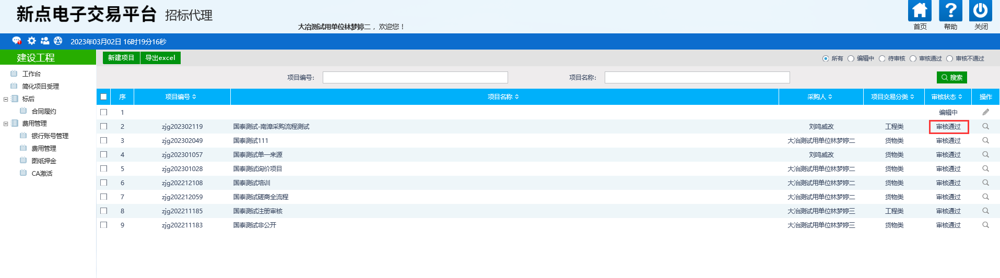 新点电子交易平台 招标代理
大冶测试用单位林梦婷二 ，欢迎您！
首页 帮助 关闭
2023年03月02日 16时19分16秒
建设工程
工作台
简化项目受理
标后
合同履约
费用管理
银行账号管理
费用管理
图纸押金
CA激活
新建项目 导出excel
所有 编辑中 待审核 审核通过 审核不通过
项目编号： 项目名称： 搜索
序 项目编号 项目名称 采购人 项目交易分类 审核状态 操作
1 编辑中
2 zjg202302119 国泰测试-南漳采购流程测试 刘鸣威改 工程类 审核通过
3 zjg202302049 国泰测试111 大冶测试用单位林梦婷二 货物类 审核通过
4 zjg202301057 国泰测试单一来源 刘鸣威改 货物类 审核通过
5 zjg202301028 国泰测试询价项目 大冶测试用单位林梦婷二 货物类 审核通过
6 zjg202212108 国泰测试培训 大冶测试用单位林梦婷二 货物类 审核通过
7 zjg202212059 国泰测试磋商全流程 大冶测试用单位林梦婷二 货物类 审核通过
8 zjg202211185 国泰测试注册审核 大冶测试用单位林梦婷三 工程类 审核通过
9 zjg202211183 国泰测试非公开 大冶测试用单位林梦婷三 货物类 审核通过